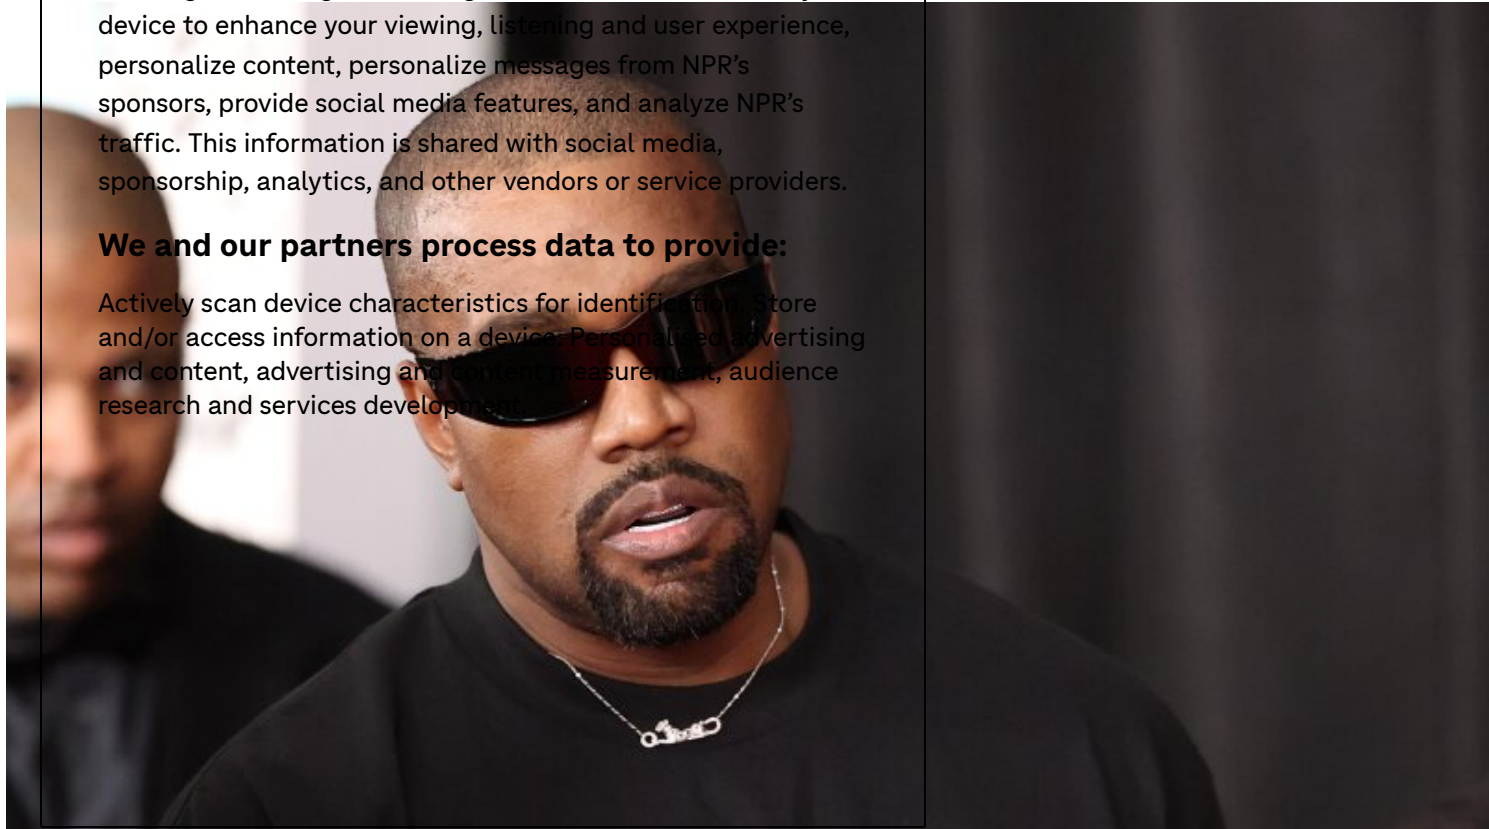 device to enhance your viewing, listening and user experience,
personalize content, personalize messages from NPR’s
sponsors, provide social media features, and analyze NPR’s
traffic. This information is shared with social media,
sponsorship, analytics, and other vendors or service providers.
We and our partners process data to provide:
Actively scan device characteristics for identification. Store
and/or access information on a device. Personalised advertising
and content, advertising and content measurement, audience
research and services development.